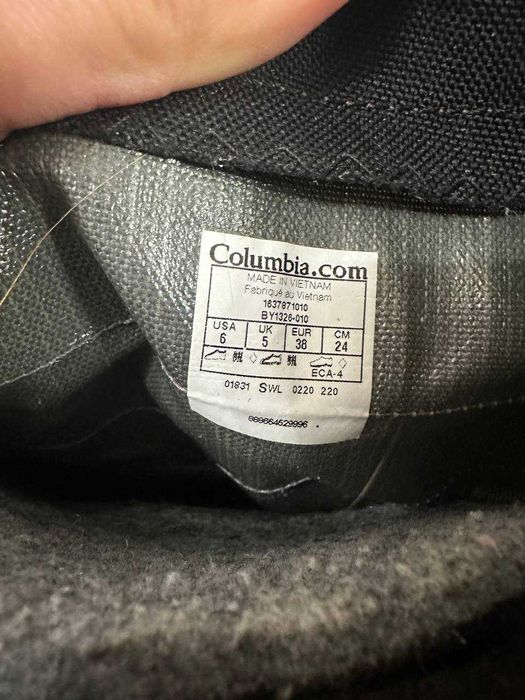 Columbia.com
MADE IN VIETNAM
Fabriqué au Vietnam
1637871010
BY1326-010
USA UK EUR CM
6 5 38 24
ECA-4
01831 SWL 0220 220
889664529996